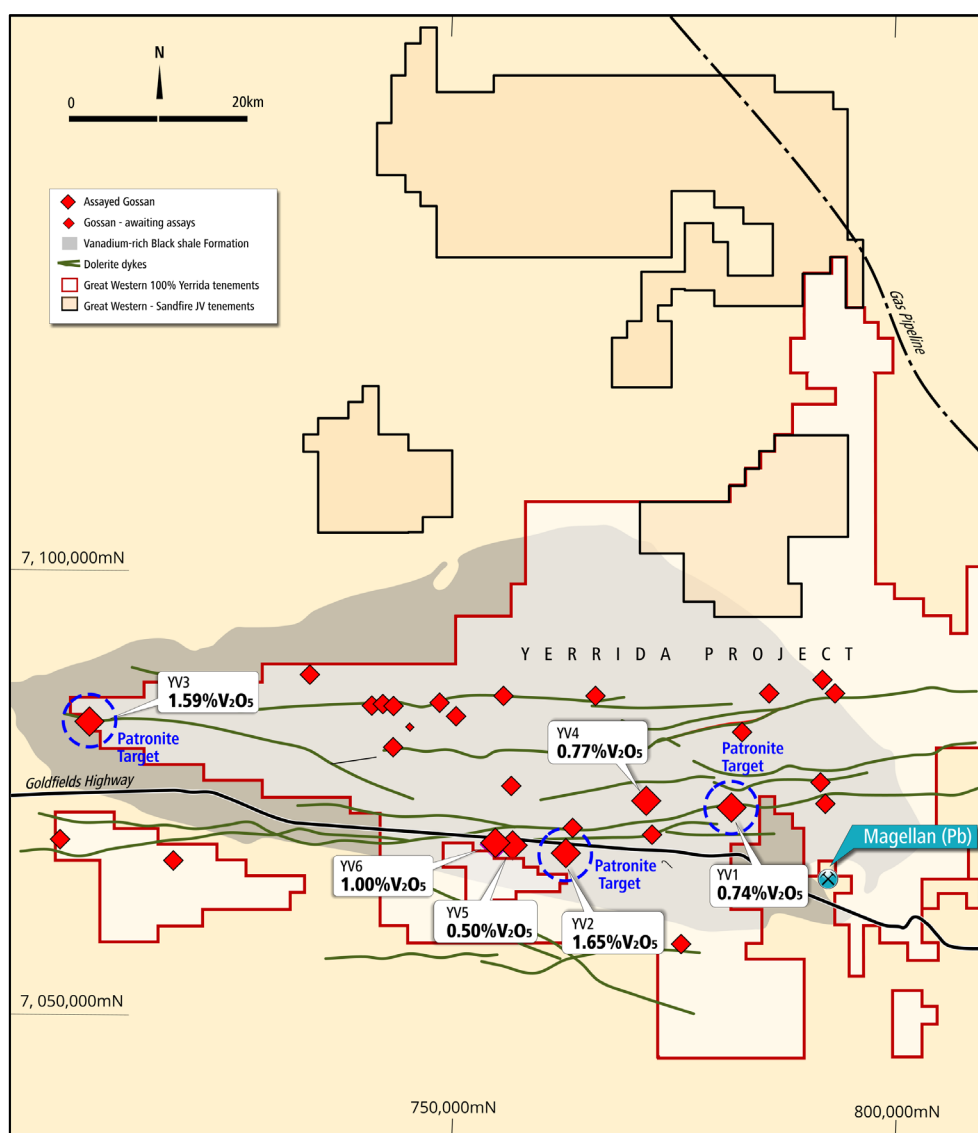 N
0 20km
Assayed Gossan
Gossan - awaiting assays
Vanadium-rich Black shale Formation
Dolerite dykes
Great Western 100% Yerrida tenements
Great Western - Sandfire JV tenements
Gas Pipeline
7, 100,000mN
YERRIDA PROJECT
YV3
1.59%V₂O₅
Patronite
Target
YV4
0.77%V₂O₅
Patronite
Target
Goldfields Highway
Magellan (Pb)
YV6
1.00%V₂O₅
Patronite
Target
YV1
0.74%V₂O₅
YV5
0.50%V₂O₅
YV2
1.65%V₂O₅
7, 050,000mN
750,000mN
800,000mN